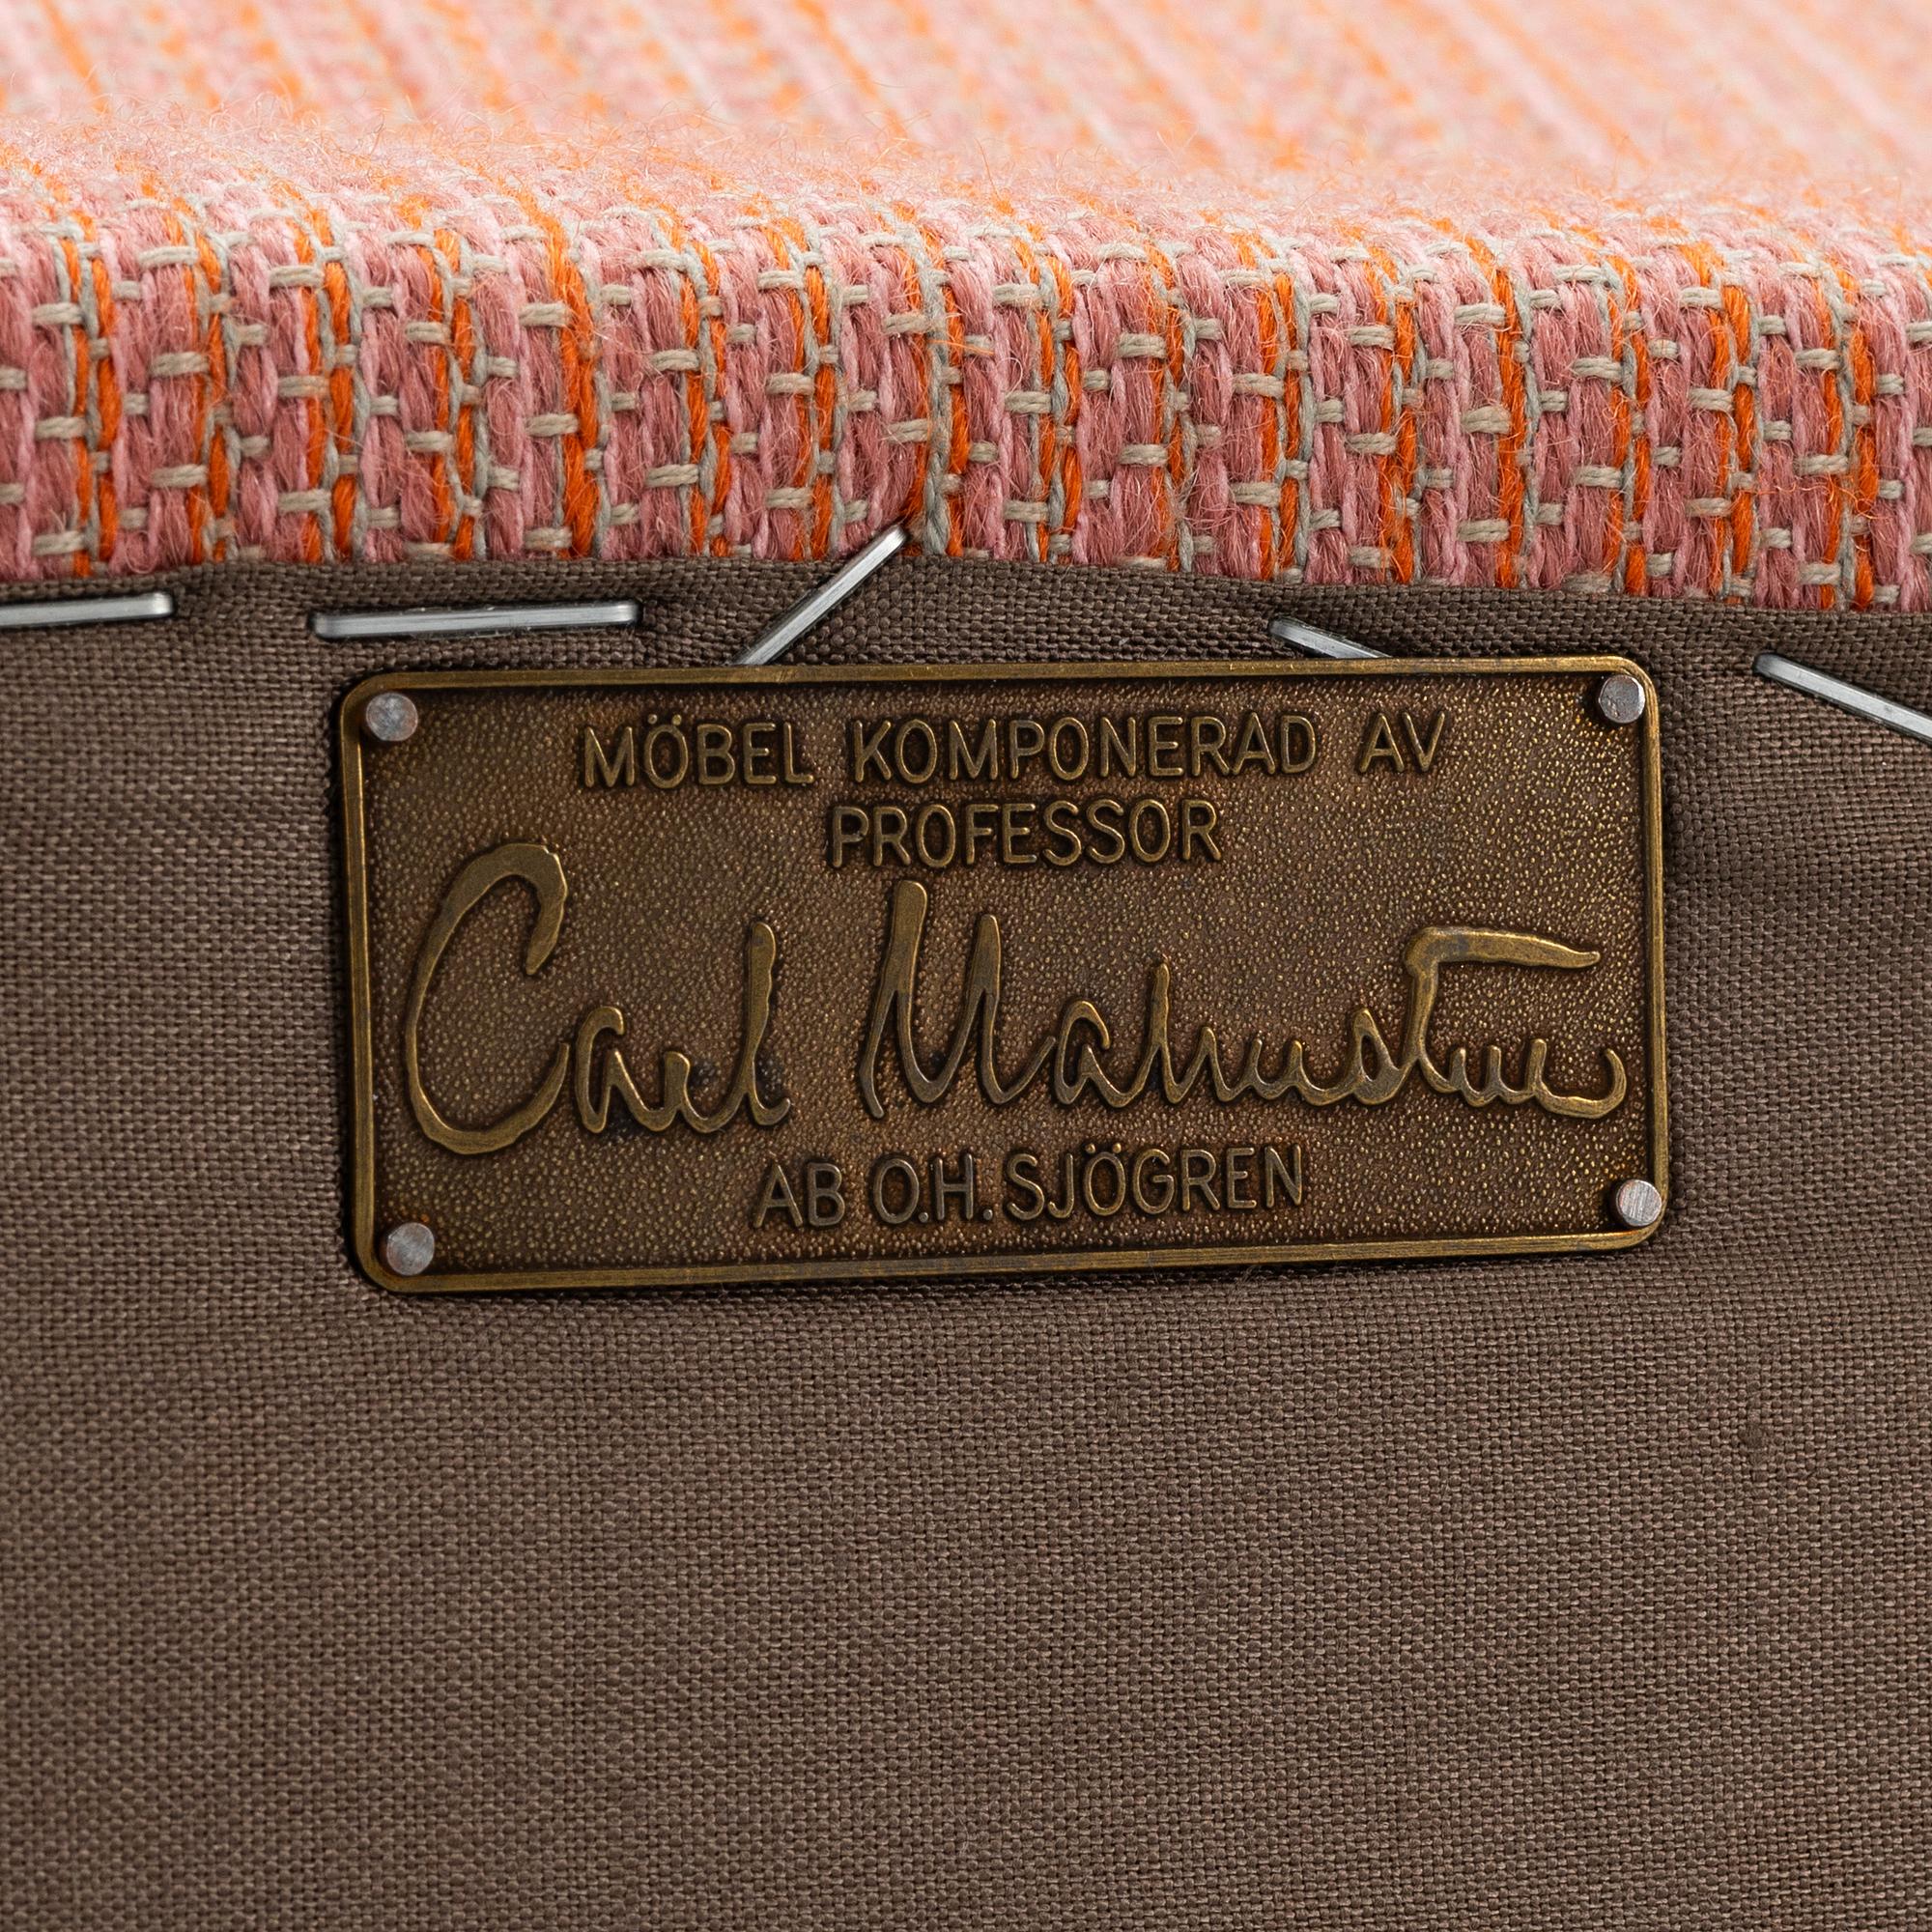 MÖBEL KOMPONERAD AV
PROFESSOR
Carl Malmsten
AB O.H. SJÖGREN